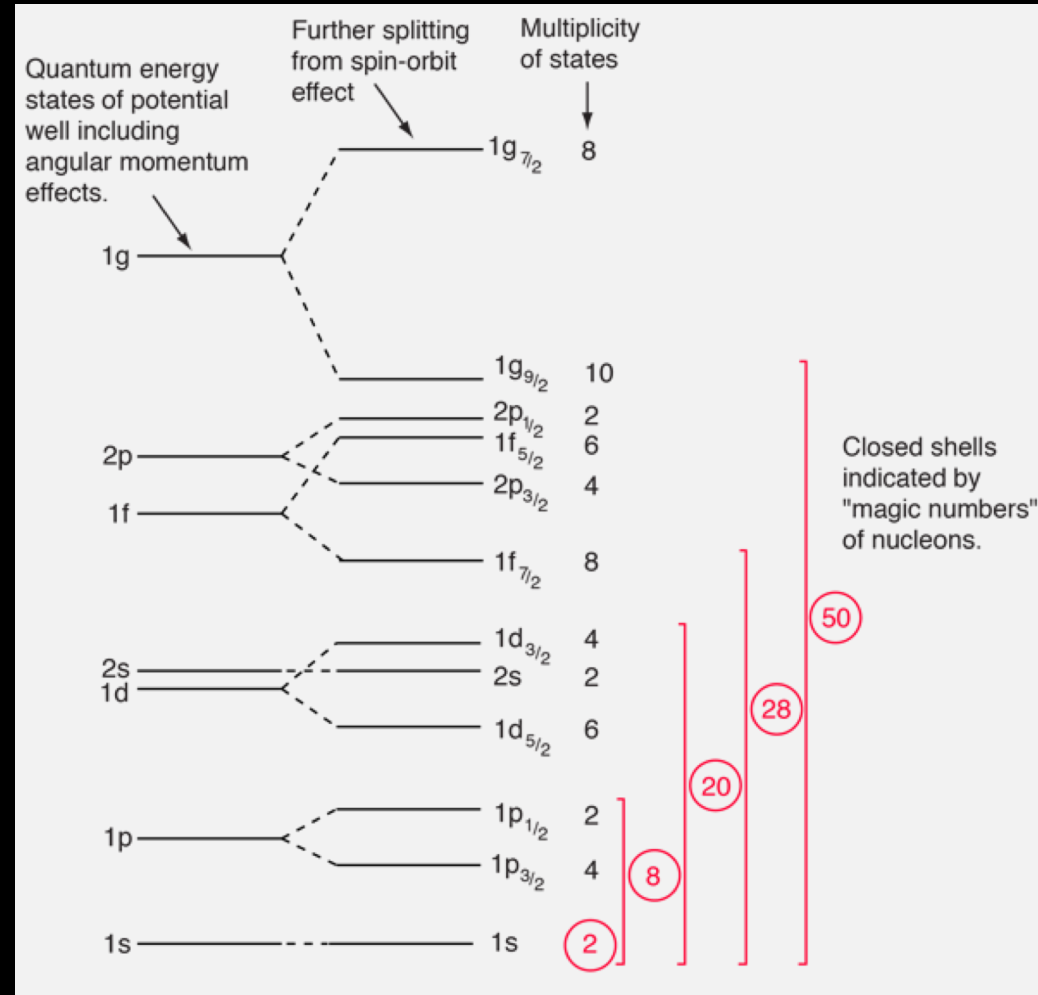 Quantum energy
states of potential
well including
angular momentum
effects.
Further splitting
from spin-orbit
effect
Multiplicity
of states
1g7/2 8
1g
1g9/2 10
2p1/2 2
1f5/2 6
2p
2p3/2 4
1f
1f7/2 8
Closed shells
indicated by
"magic numbers"
of nucleons.
50
1d3/2 4
2s
2s 2
1d
28
1d5/2 6
20
1p1/2 2
1p
1p3/2 4
8
1s
1s 2